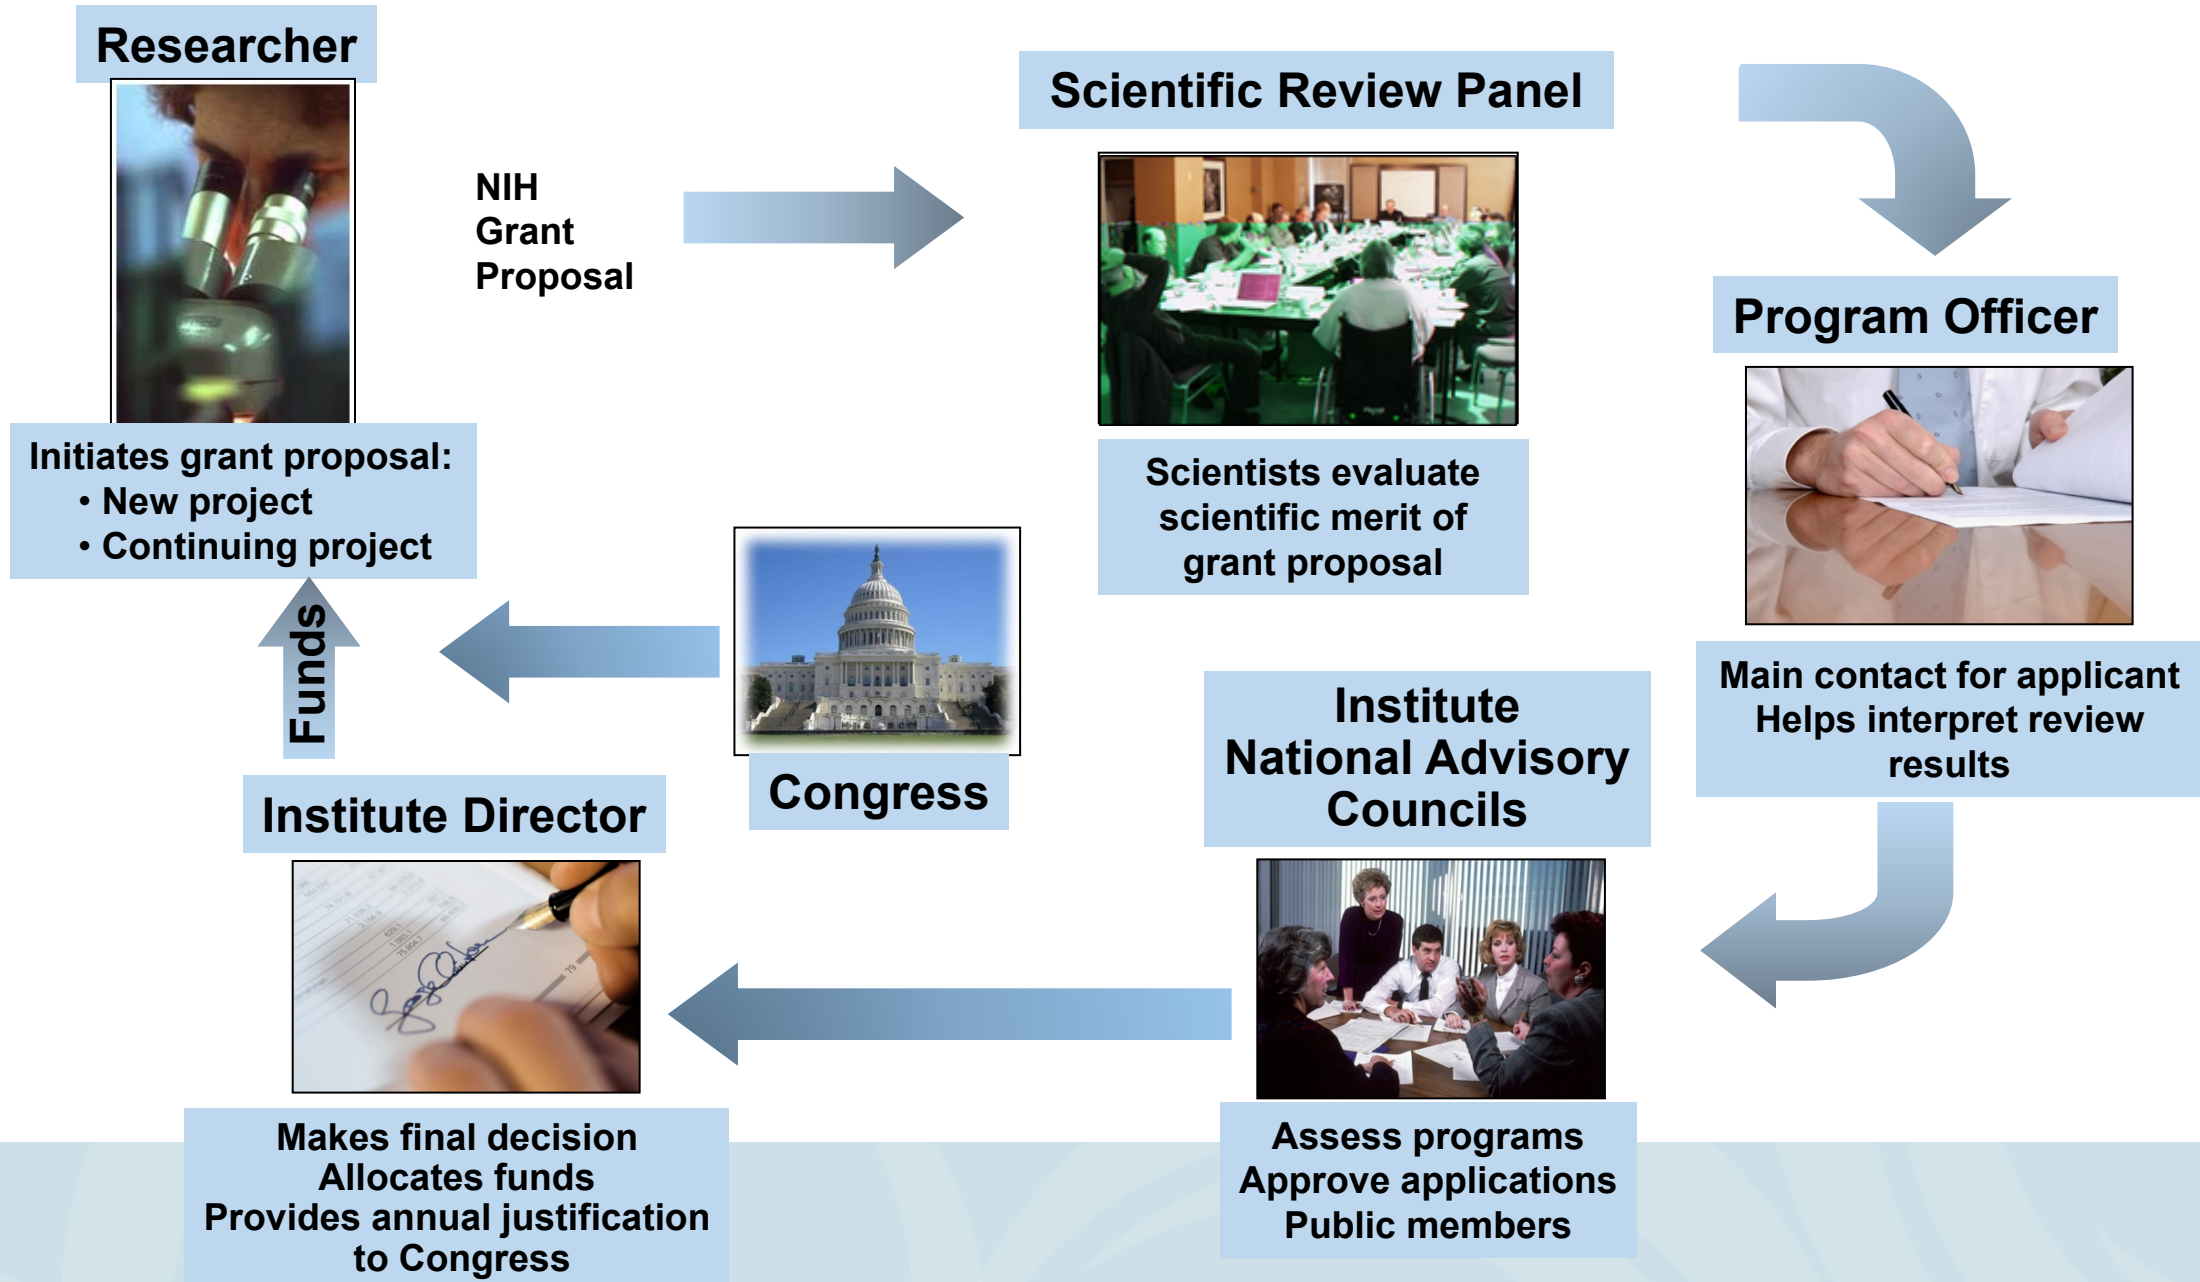 Researcher
NIH
Grant
Proposal
Initiates grant proposal:
• New project
• Continuing project
Scientific Review Panel
Scientists evaluate
scientific merit of
grant proposal
Program Officer
Main contact for applicant
Helps interpret review
results
Institute
National Advisory
Councils
Assess programs
Approve applications
Public members
Congress
Funds
Institute Director
79
Makes final decision
Allocates funds
Provides annual justification
to Congress